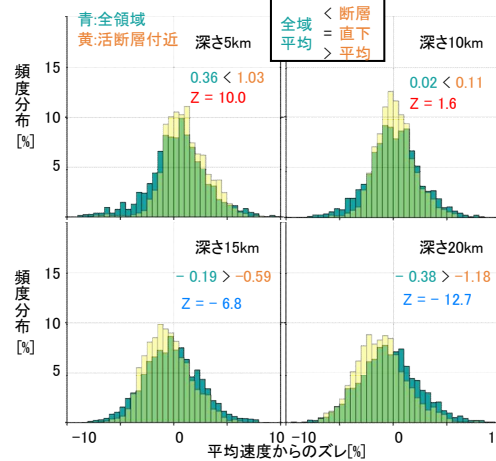 青:全領域
黄:活断層付近
全域
平均
< 断層
= 直下
> 平均
深さ5km
0.36 < 1.03
Z = 10.0
深さ10km
0.02 < 0.11
Z = 1.6
頻度分布
[%]
15
10
5
深さ15km
- 0.19 > -0.59
Z = - 6.8
深さ20km
- 0.38 > -1.18
Z = - 12.7
頻度分布
[%]
15
10
5
-10
0
10
-10
0
1
平均速度からのズレ[%]